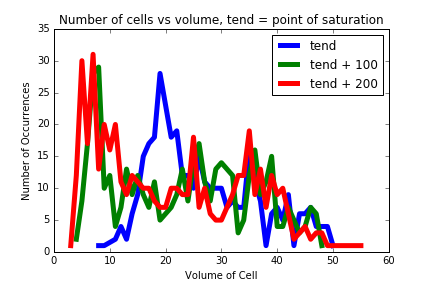 Number of cells vs volume, tend = point of saturation
35
30
25
20
15
10
5
0
Number of Occurrences
tend
tend + 100
tend + 200
0 10 20 30 40 50 60
Volume of Cell